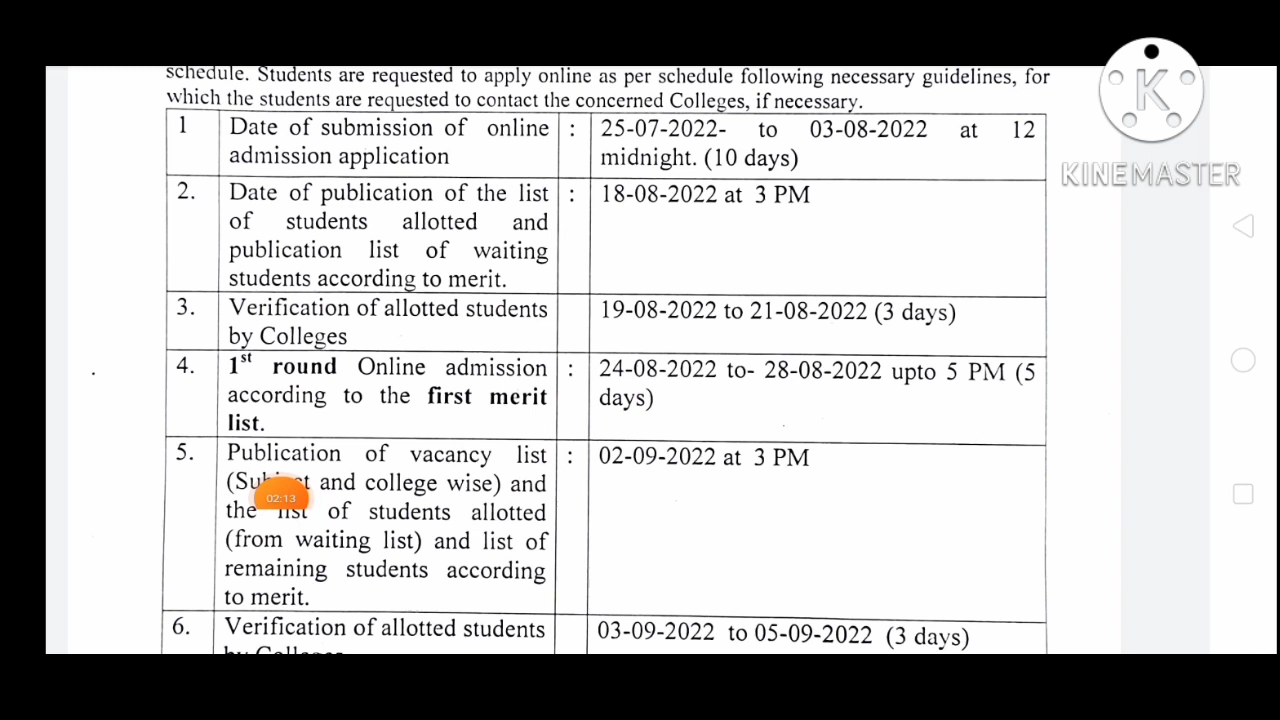 schedule. Students are requested to apply online as per schedule following necessary guidelines, for
which the students are requested to contact the concerned Colleges, if necessary.
1 Date of submission of online : 25-07-2022- to 03-08-2022 at 12
admission application midnight. (10 days)
2. Date of publication of the list : 18-08-2022 at 3 PM
of students allotted and
publication list of waiting
students according to merit.
3. Verification of allotted students 19-08-2022 to 21-08-2022 (3 days)
by Colleges
4. 1st round Online admission : 24-08-2022 to- 28-08-2022 upto 5 PM (5
according to the first merit days)
list.
5. Publication of vacancy list : 02-09-2022 at 3 PM
(Subject and college wise) and
the list of students allotted
(from waiting list) and list of
remaining students according
to merit.
6. Verification of allotted students 03-09-2022 to 05-09-2022 (3 days)
by Colleges
02:13
K
KINEMASTER